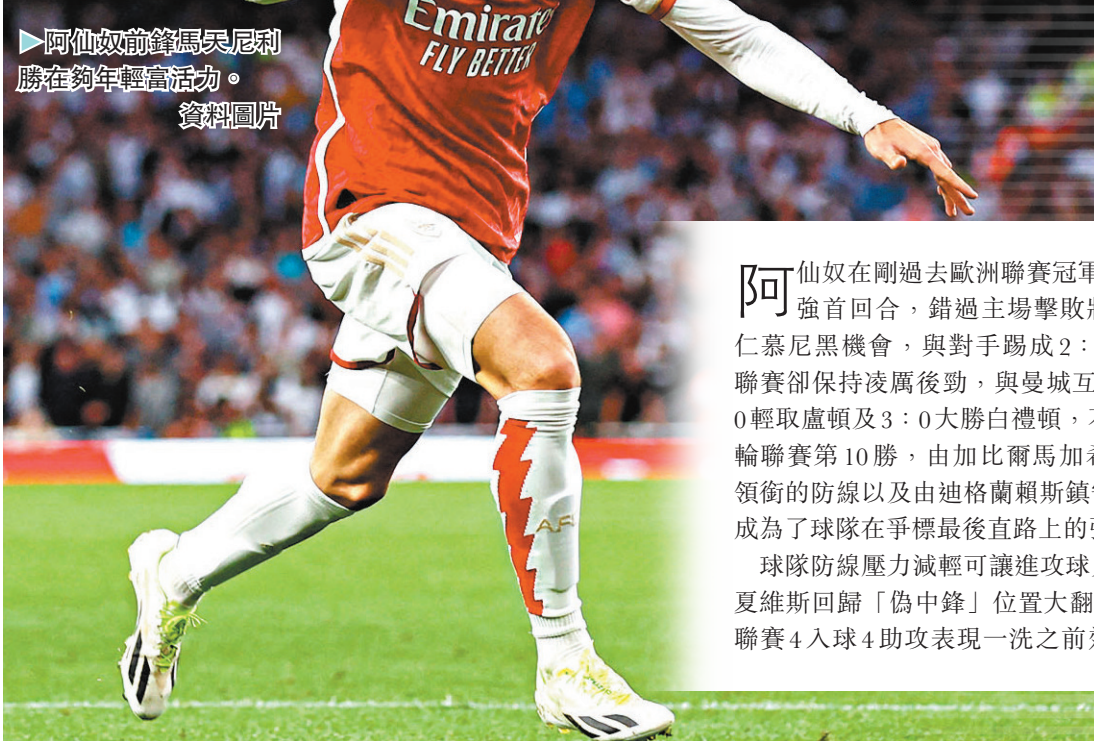 ▶阿仙奴前鋒馬天尼利
勝在夠年輕富活力。
資料圖片
Emirates
FLY BETTER
A.F.
阿仙奴在剛過去歐洲聯賽冠軍
強首回合，錯過主場擊敗
仁慕尼黑機會，與對手踢成2：
聯賽卻保持凌厲後勁，與曼城互
0輕取盧頓及3：0大勝白禮頓，
輪聯賽第10勝，由加比爾馬加
領銜的防線以及由迪格蘭賴斯鎮
成為了球隊在爭標最後直路上的
球隊防線壓力減輕可讓進攻球
夏維斯回歸「偽中鋒」位置大翻
聯賽4入球4助攻表現一洗之前